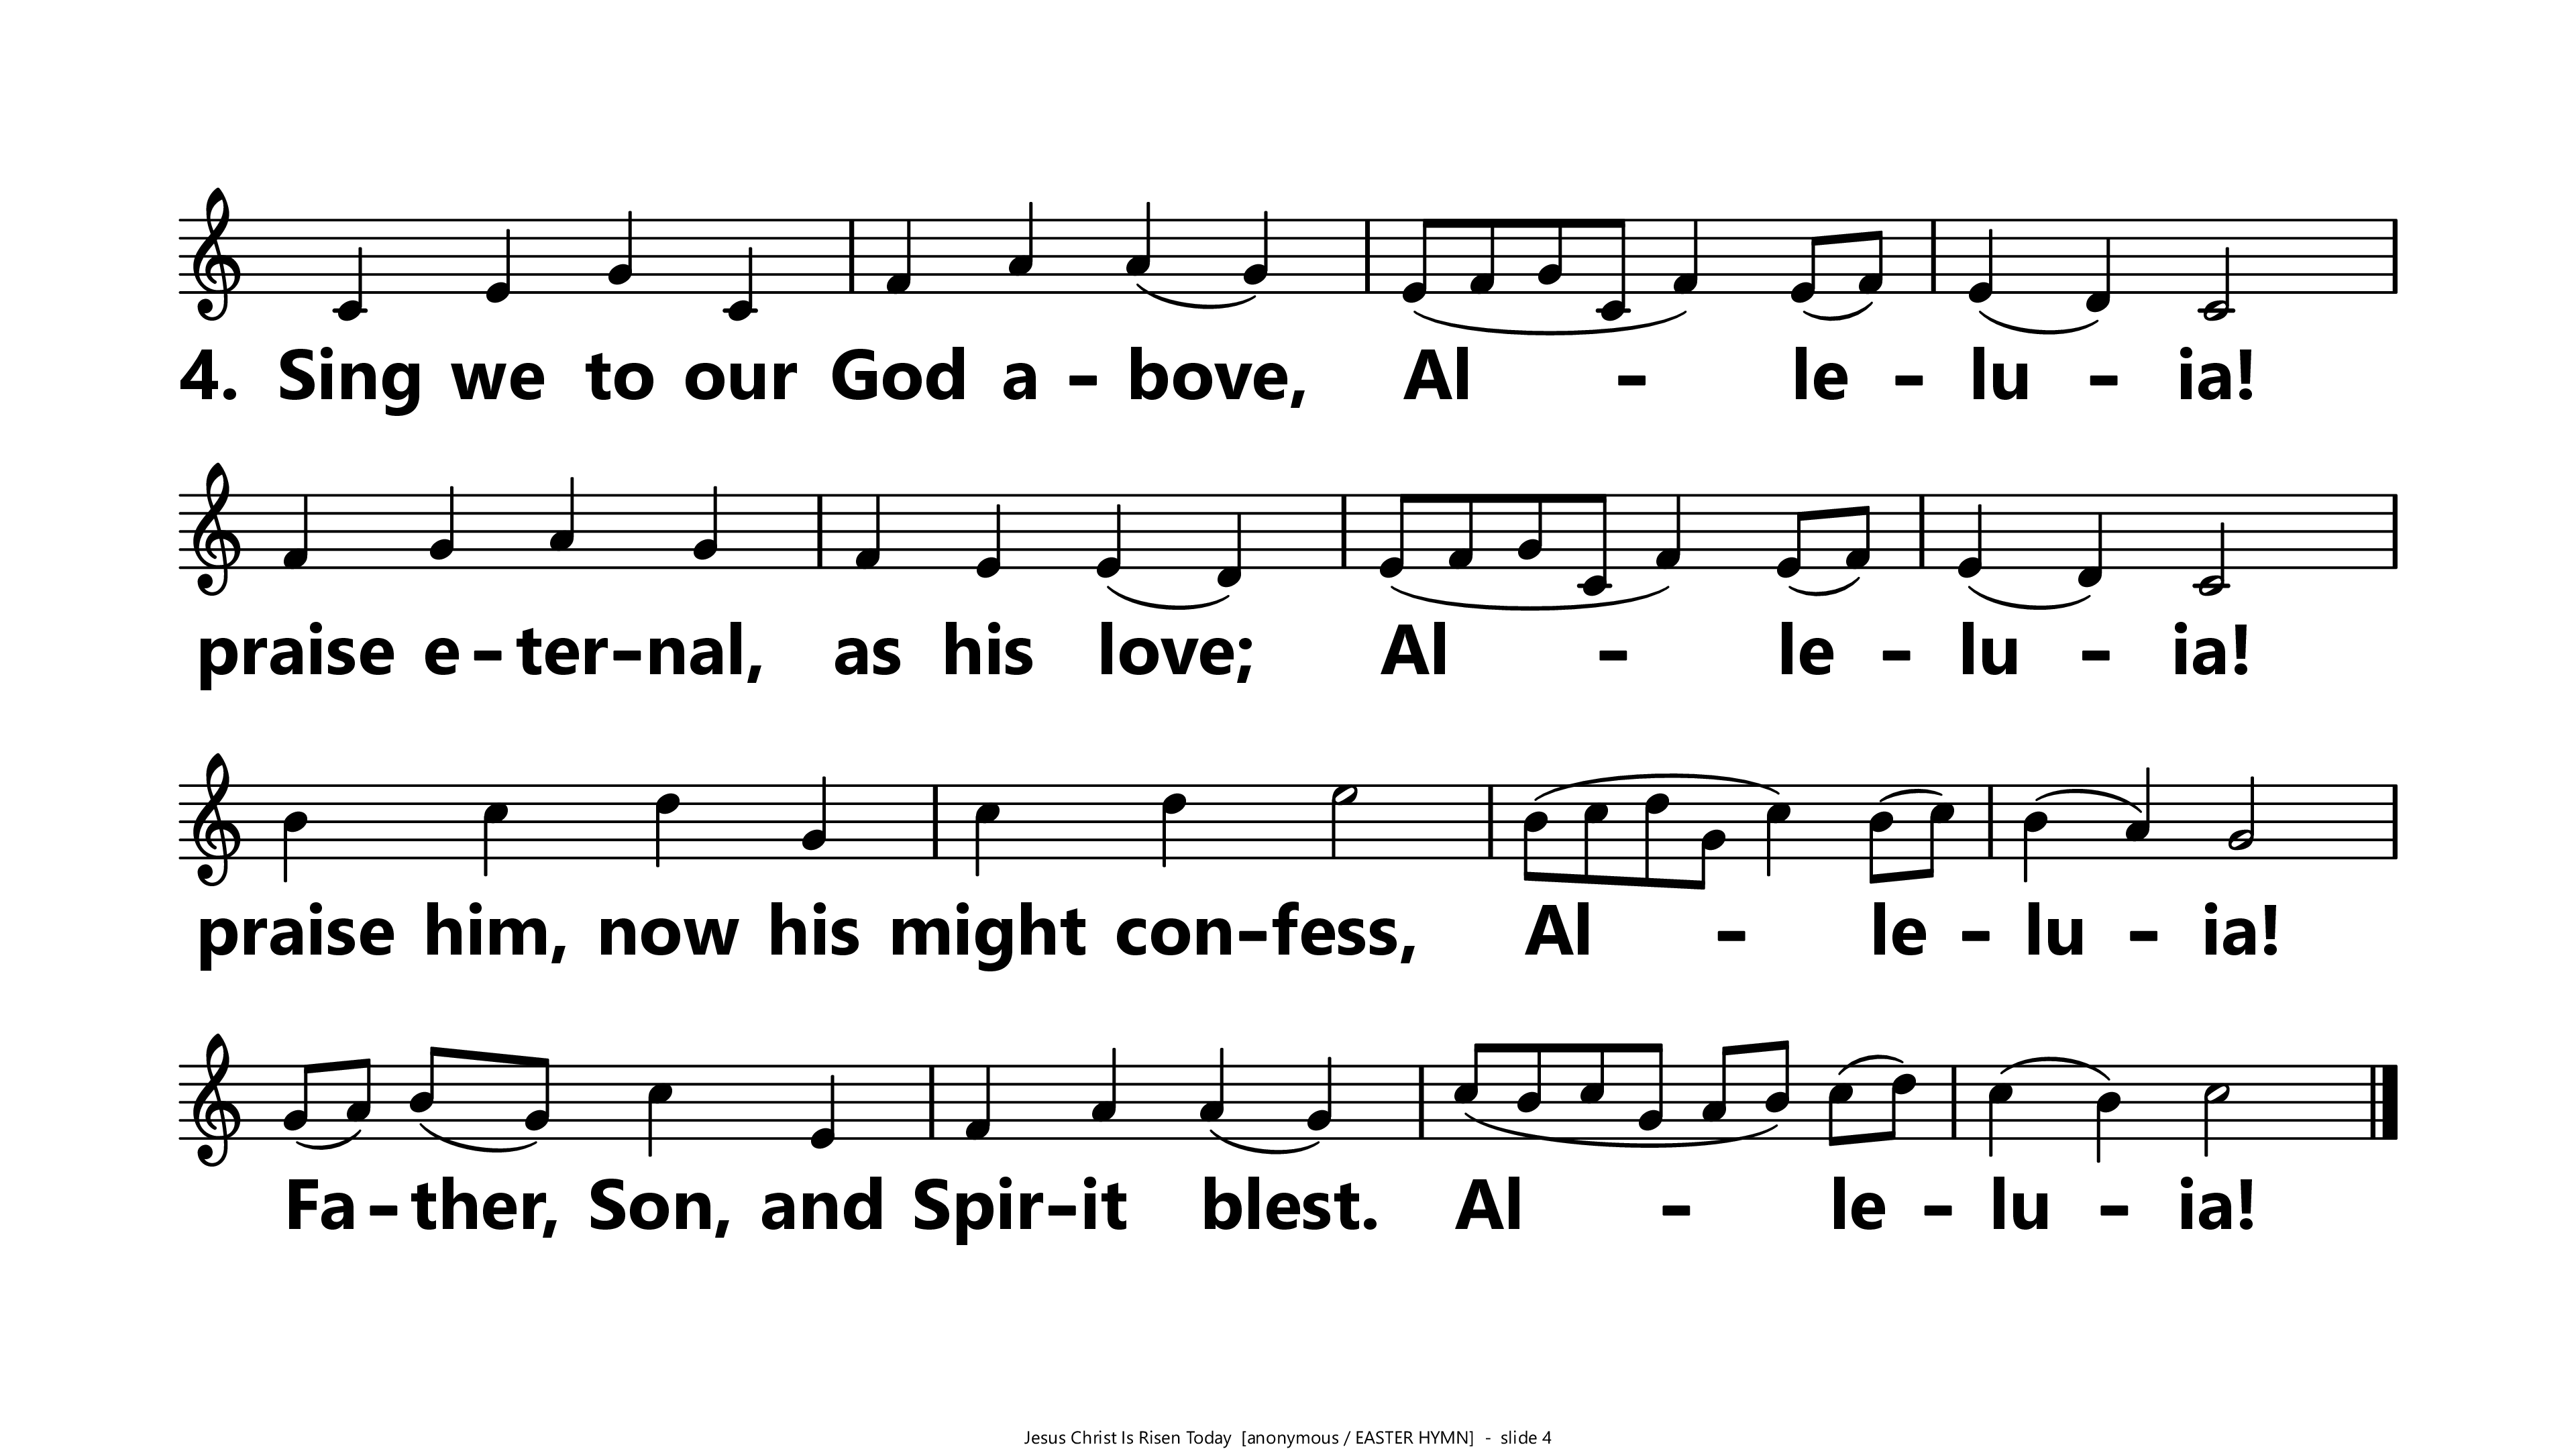 4. Sing we to our God a - bove, Al - le - lu - ia!
praise e - ter - nal, as his love; Al - le - lu - ia!
praise him, now his might con - fess, Al - le - lu - ia!
Fa - ther, Son, and Spir - it blest. Al - le - lu - ia!
Jesus Christ Is Risen Today [anonymous / EASTER HYMN] - slide 4